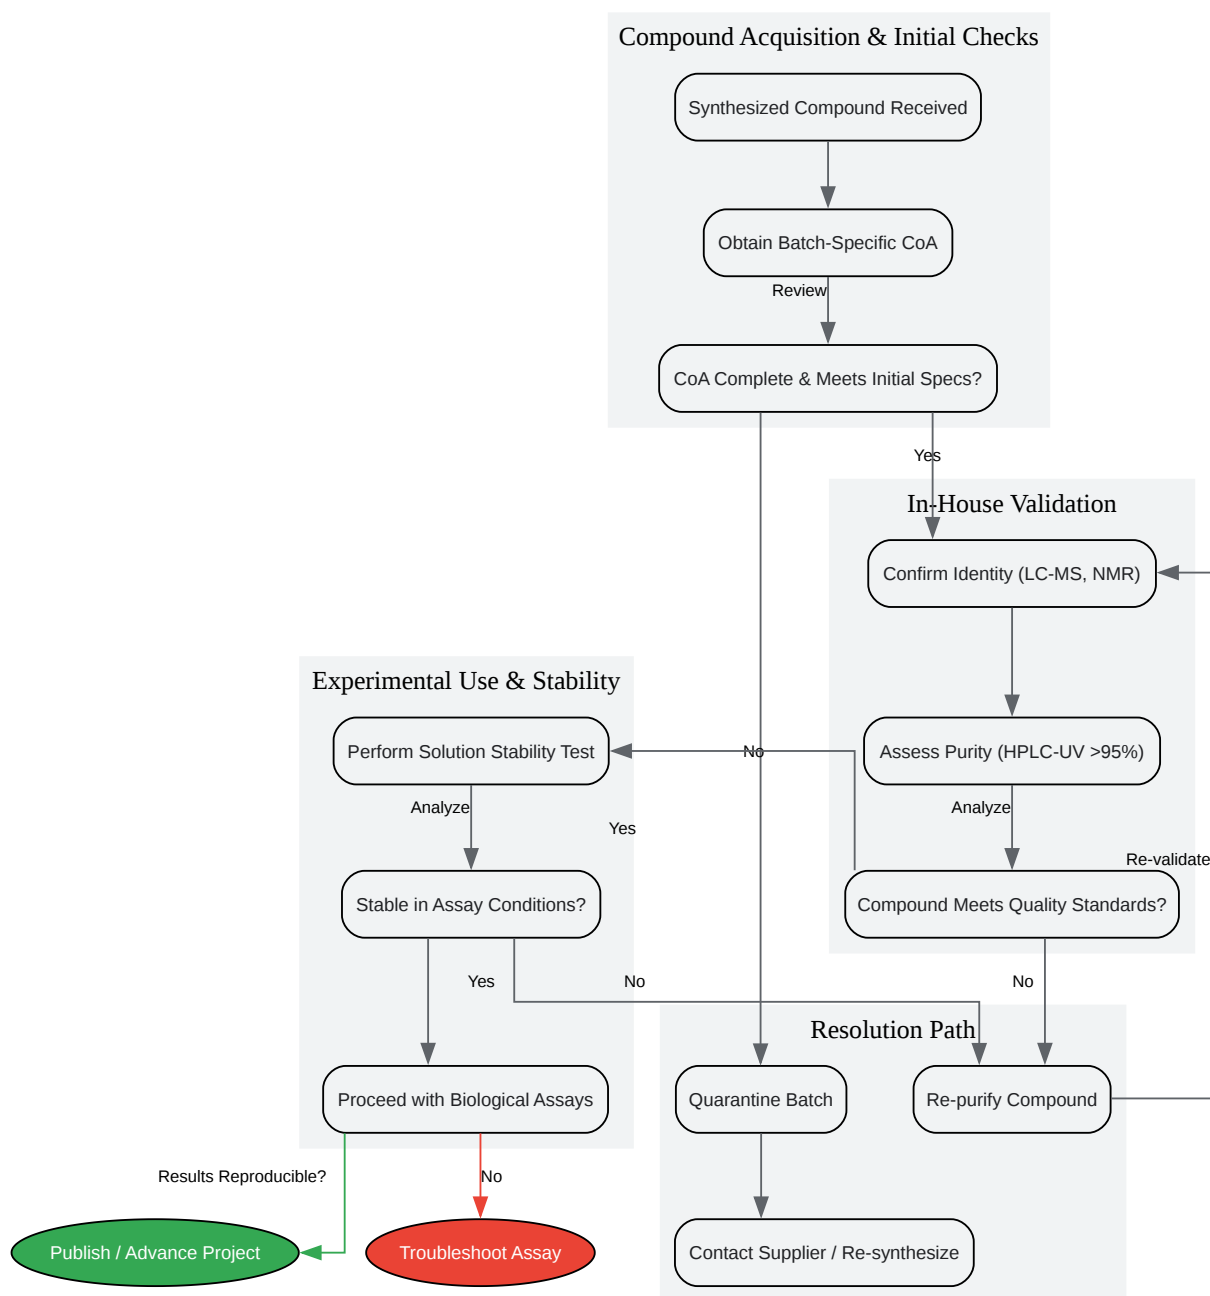 Compound Acquisition & Initial Checks
Synthesized Compound Received
Obtain Batch-Specific CoA
Review
CoA Complete & Meets Initial Specs?
Yes
In-House Validation
Confirm Identity (LC-MS, NMR)
Experimental Use & Stability
Perform Solution Stability Test
No
Assess Purity (HPLC-UV >95%)
Analyze
Yes
Analyze
Re-validate
Stable in Assay Conditions?
Compound Meets Quality Standards?
Yes
No
No
Resolution Path
Proceed with Biological Assays
Quarantine Batch
Re-purify Compound
Results Reproducible?
No
Publish / Advance Project
Troubleshoot Assay
Contact Supplier / Re-synthesize